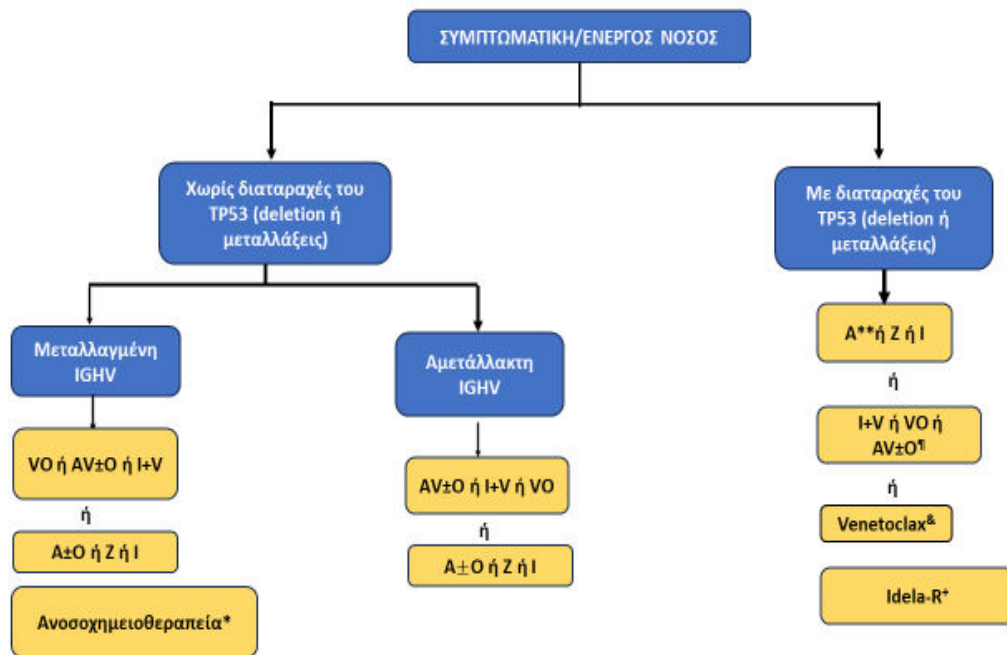 ΣΥΜΠΤΩΜΑΤΙΚΗ/ΕΝΕΡΓΟΣ ΝΟΣΟΣ
Χωρίς διαταραχές του
TP53 (deletion ή
μεταλλάξεις)
Με διαταραχές του
TP53 (deletion ή
μεταλλάξεις)
Μεταλλαγμένη
IGHV
Αμετάλλακτη
IGHV
VO ή AV±O ή I+V
ή
A±O ή Z ή I
Ανοσοχημειοθεραπεία*
AV±O ή I+V ή VO
ή
A±O ή Z ή I
A**ή Z ή I
ή
I+V ή VO ή
AV±O¶
ή
Venetoclax&
Idela-R+